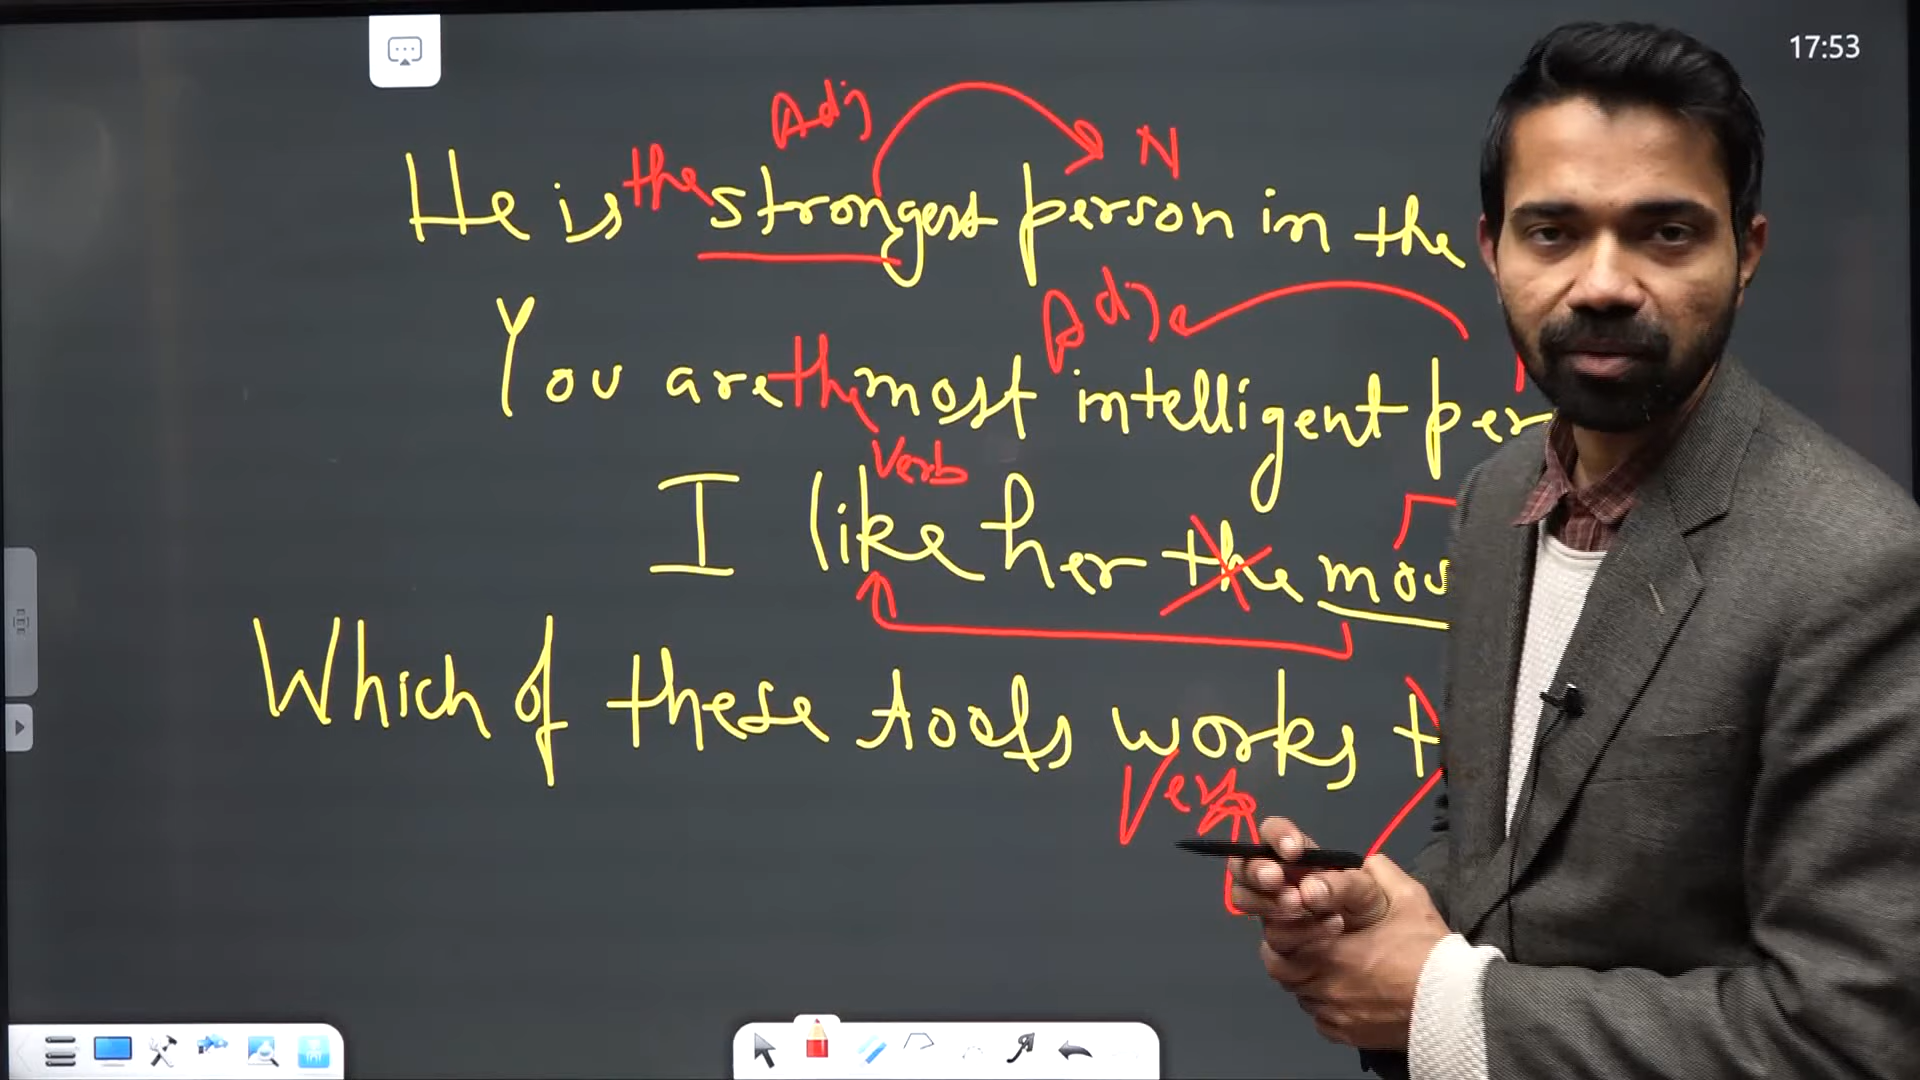 17:53
Adj N
He is the strongest person in the
Adj
You are the most intelligent per
Verb
I like her the mos
Which of these tools works t
Verb